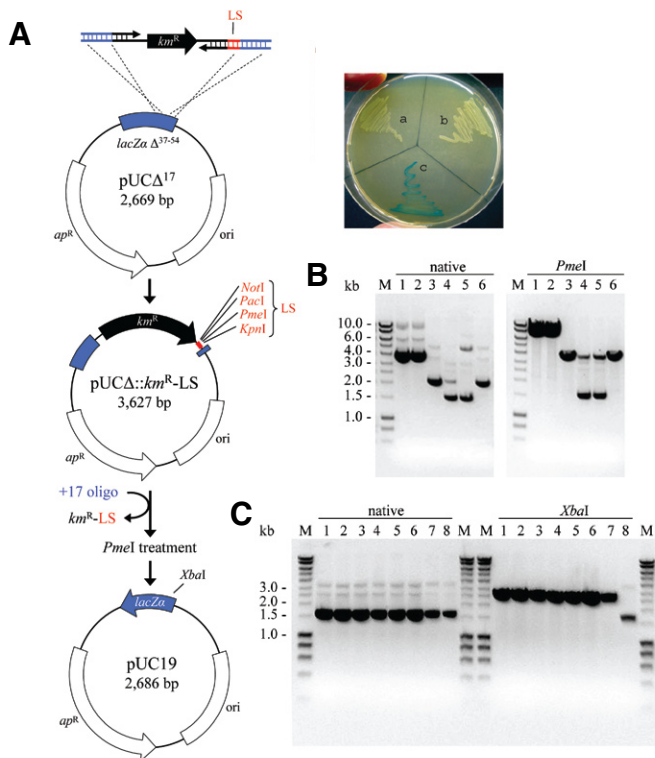 A
LS
kmR
lacZα Δ37-54
pUCΔ17
2,669 bp
apR
ori
kmR
NotI
PacI
PmeI
KpnI
LS
pUCΔ::kmR-LS
3,627 bp
apR
ori
+17 oligo
kmR-LS
PmeI treatment
XbaI
lacZα
pUC19
2,686 bp
apR
ori
a
b
c
B
native
PmeI
kb M 1 2 3 4 5 6 M 1 2 3 4 5 6
10.0 -
6.0 -
4.0 -
3.0 -
2.0 -
1.0 -
C
native
XbaI
kb M 1 2 3 4 5 6 7 8 M M 1 2 3 4 5 6 7 8 M
3.0 -
2.0 -
1.5 -
1.0 -